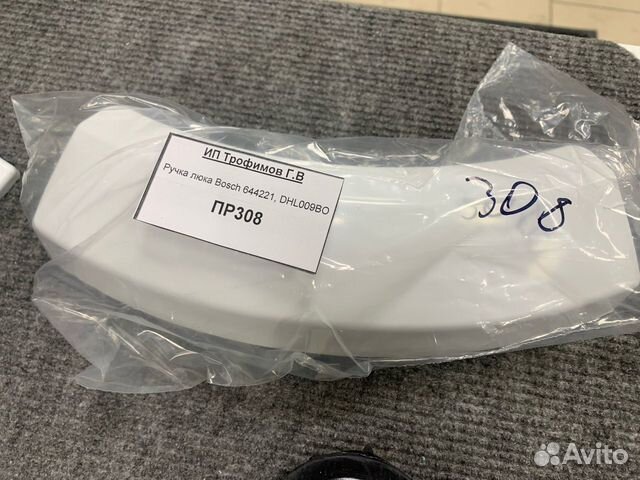 ИП Трофимов Г.В
Ручка люка Bosch 644221, DHL009BO
ПР308
308
Avito